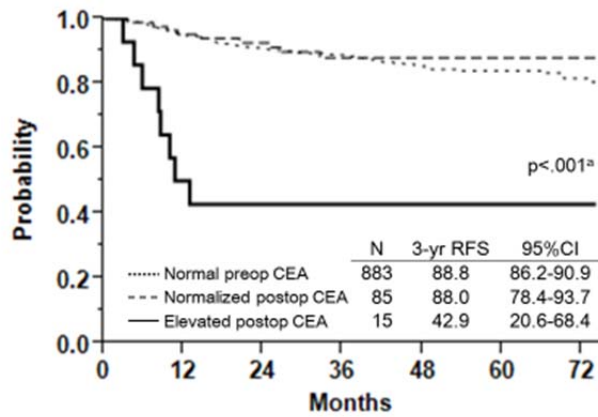 1.0
0.8
0.6
0.4
0.2
0.0
Probability
p<.001ᵃ
N 3-yr RFS 95%CI
Normal preop CEA 883 88.8 86.2-90.9
Normalized postop CEA 85 88.0 78.4-93.7
Elevated postop CEA 15 42.9 20.6-68.4
0 12 24 36 48 60 72
Months